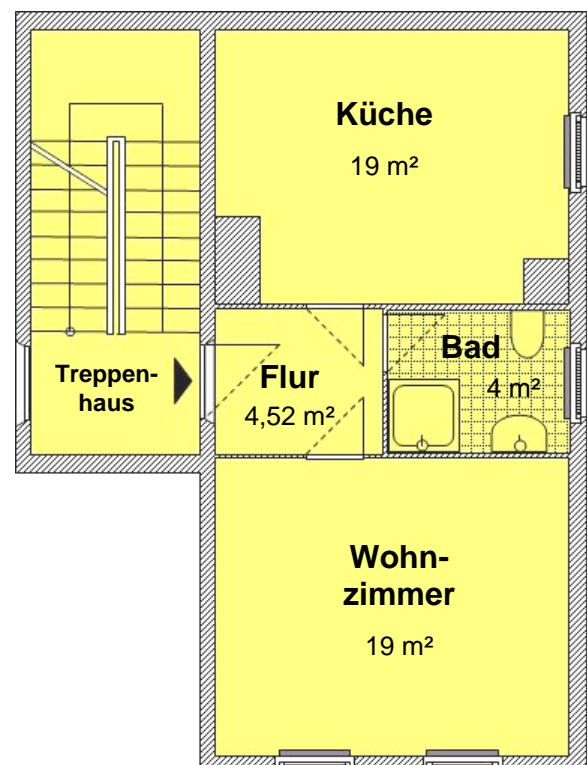 Küche
19 m²
Treppen-
haus
Flur
4,52 m²
Bad
4 m²
Wohn-
zimmer
19 m²